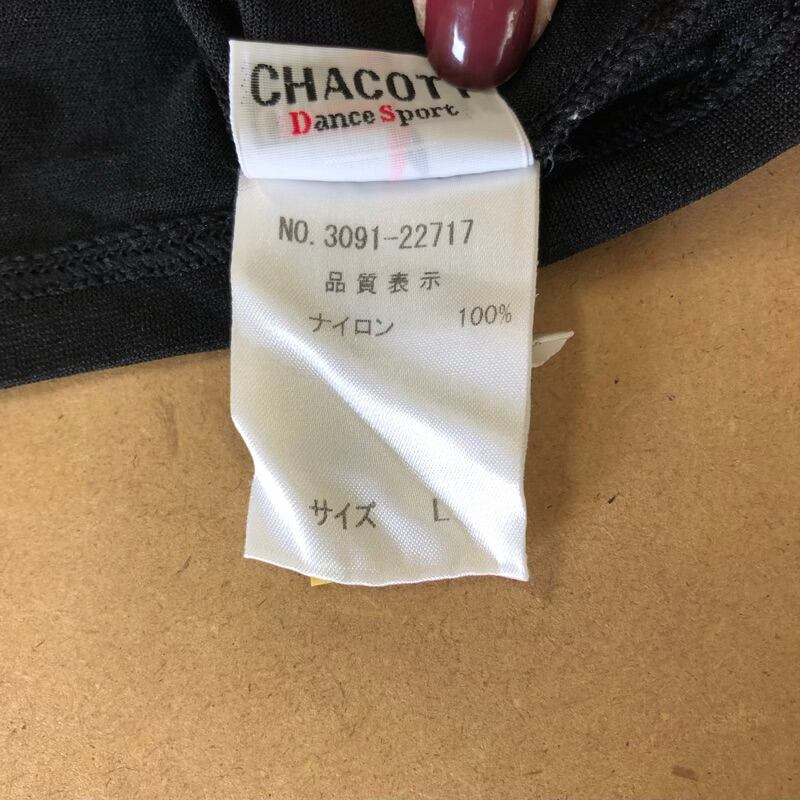 CHACOTT
Dance Sport
NO. 3091-22717
品質表示
ナイロン 100%
サイズ L